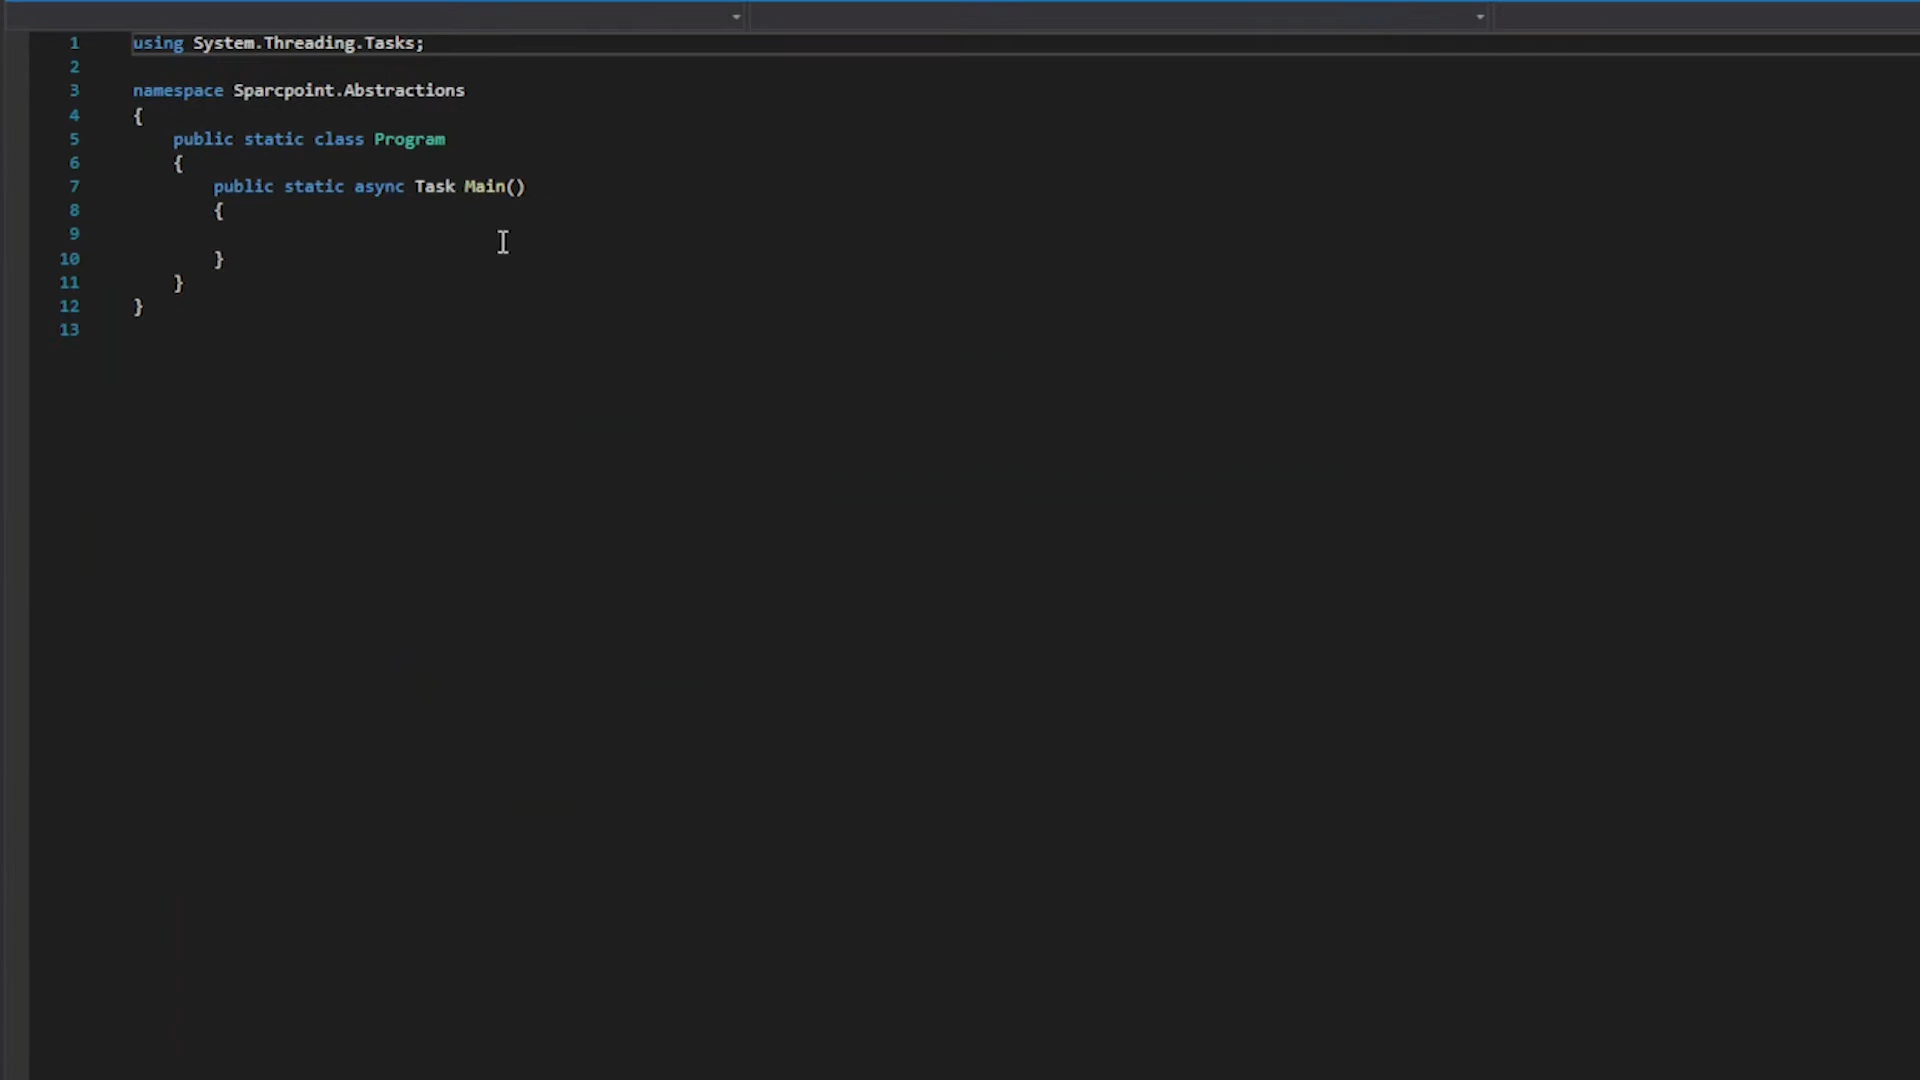 1 using System.Threading.Tasks;
2
3 namespace Sparcpoint.Abstractions
4 {
5 public static class Program
6 {
7 public static async Task Main()
8 {
9
10 }
11 }
12 }
13